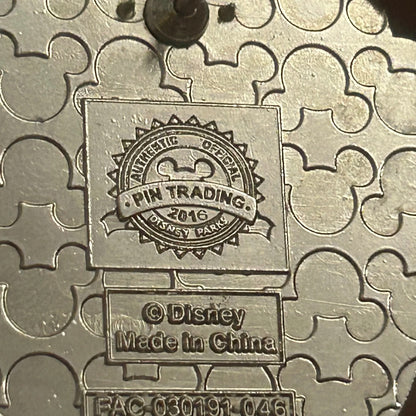 AUTHENTIC OFFICIAL
PIN TRADING
2016
DISNEY PARKS
© Disney
Made In China
FAC-030191-046